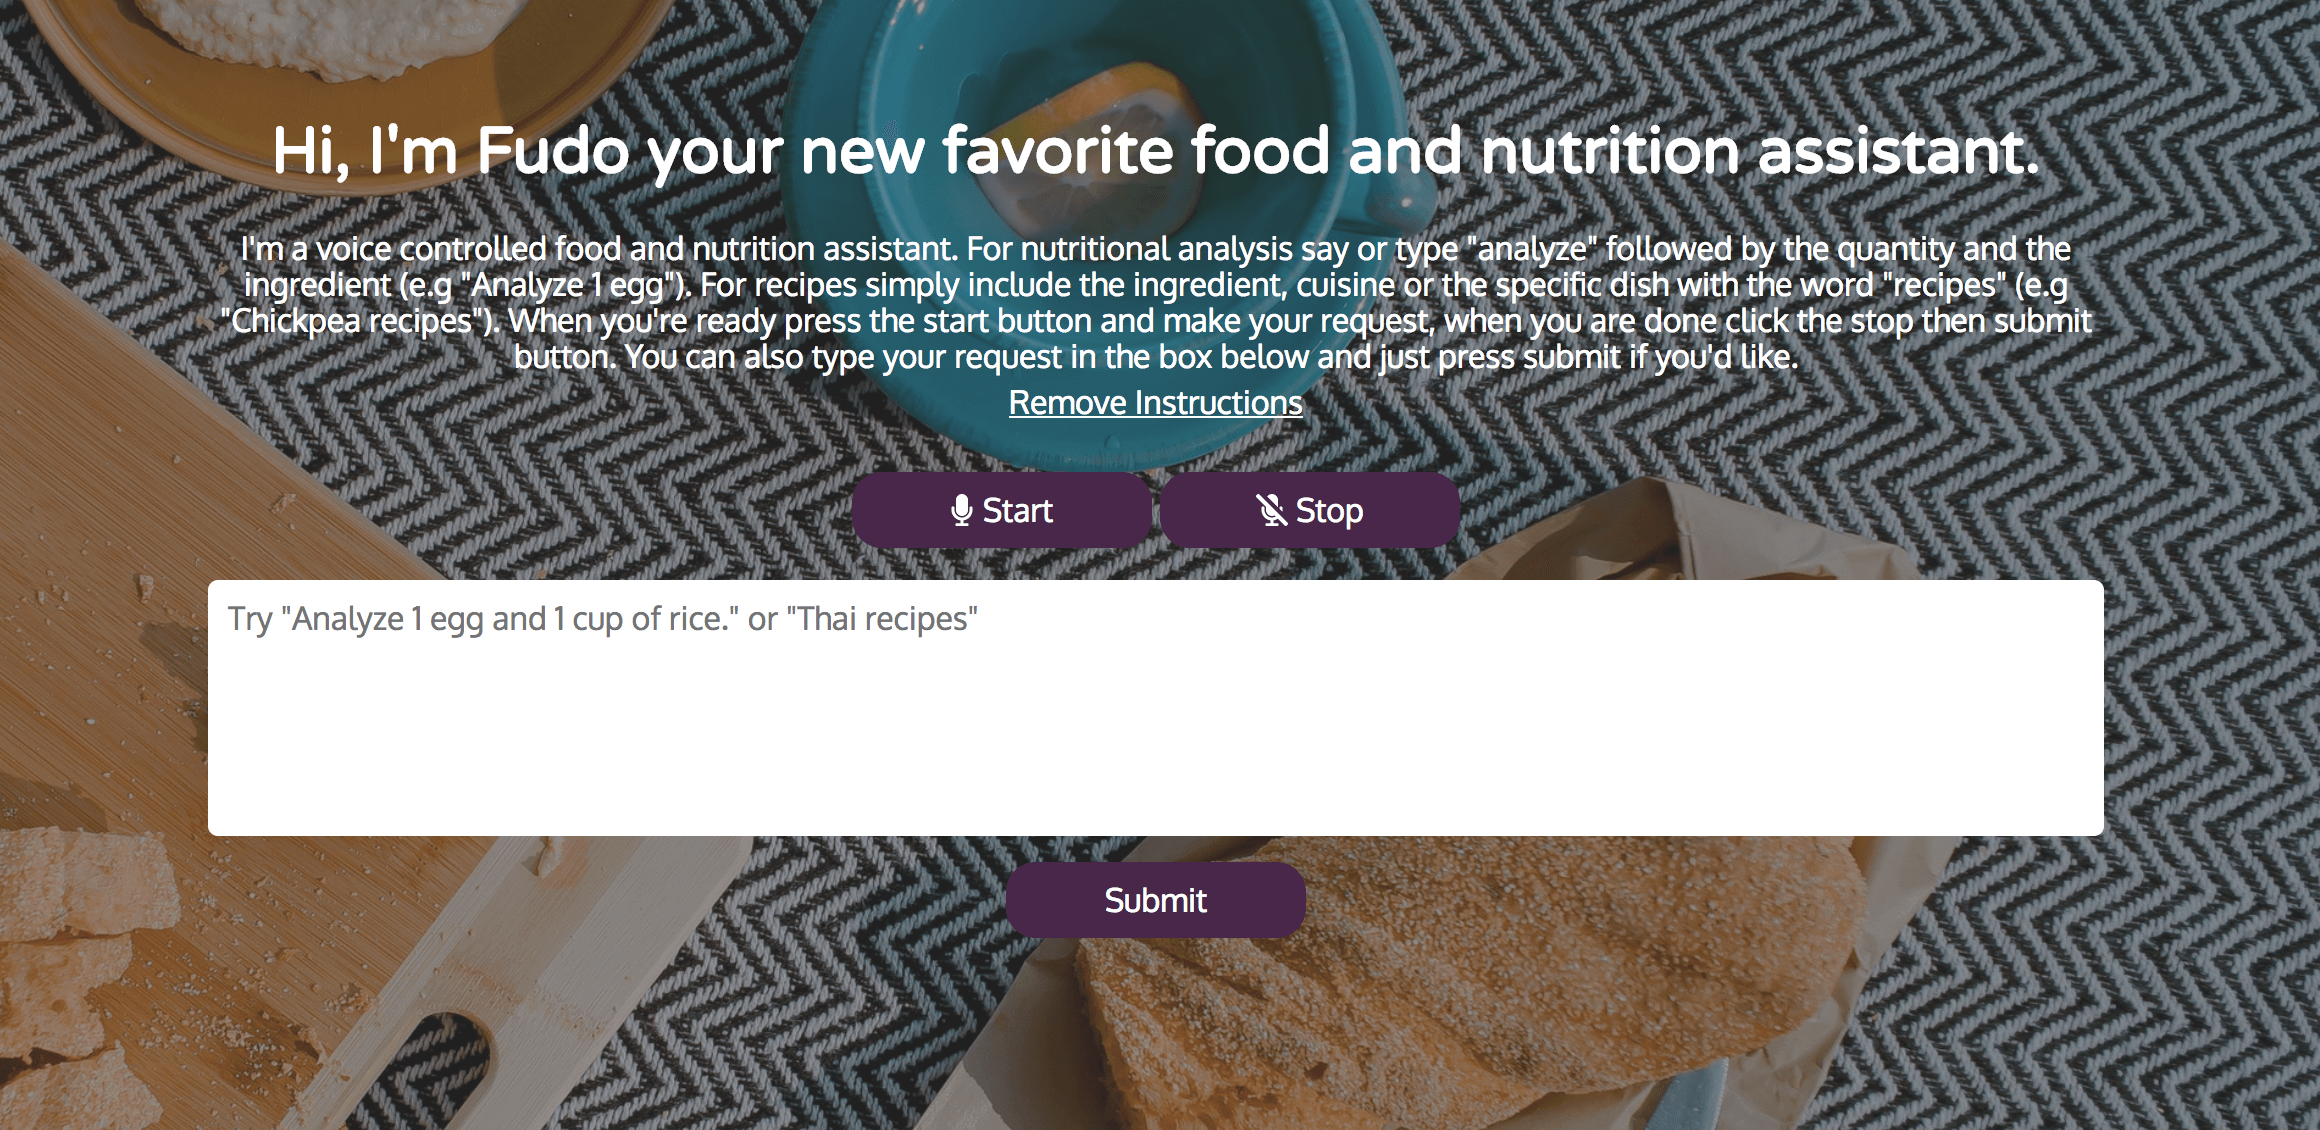 Hi, I'm Fudo your new favorite food and nutrition assistant.
I'm a voice controlled food and nutrition assistant. For nutritional analysis say or type "analyze" followed by the quantity and the
ingredient (e.g "Analyze 1 egg"). For recipes simply include the ingredient, cuisine or the specific dish with the word "recipes" (e.g
"Chickpea recipes"). When you're ready press the start button and make your request, when you are done click the stop then submit
button. You can also type your request in the box below and just press submit if you'd like.
Remove Instructions
Start Stop
Try "Analyze 1 egg and 1 cup of rice." or "Thai recipes"
Submit